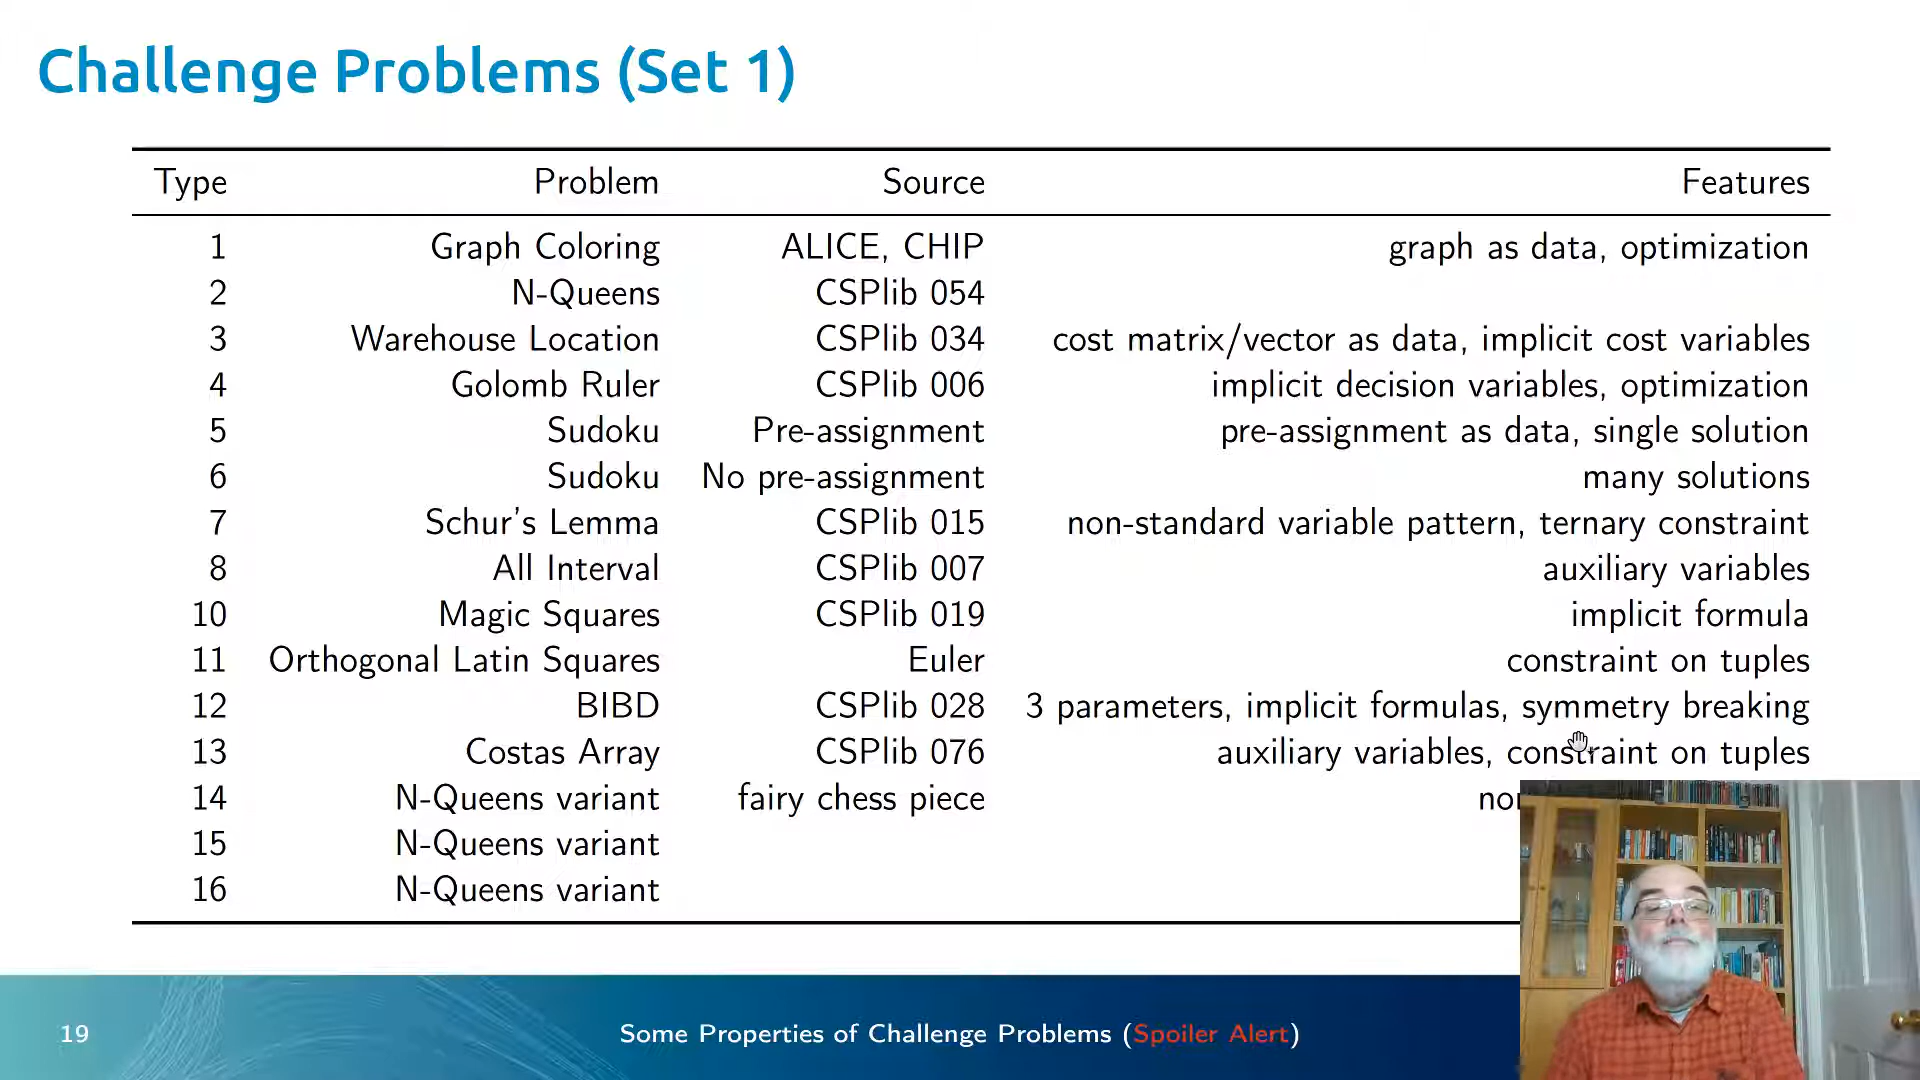 Challenge Problems (Set 1)
Type Problem Source Features
1 Graph Coloring ALICE, CHIP graph as data, optimization
2 N-Queens CSPlib 054
3 Warehouse Location CSPlib 034 cost matrix/vector as data, implicit cost variables
4 Golomb Ruler CSPlib 006 implicit decision variables, optimization
5 Sudoku Pre-assignment pre-assignment as data, single solution
6 Sudoku No pre-assignment many solutions
7 Schur's Lemma CSPlib 015 non-standard variable pattern, ternary constraint
8 All Interval CSPlib 007 auxiliary variables
10 Magic Squares CSPlib 019 implicit formula
11 Orthogonal Latin Squares Euler constraint on tuples
12 BIBD CSPlib 028 3 parameters, implicit formulas, symmetry breaking
13 Costas Array CSPlib 076 auxiliary variables, constraint on tuples
14 N-Queens variant fairy chess piece
15 N-Queens variant
16 N-Queens variant
19 Some Properties of Challenge Problems (Spoiler Alert)